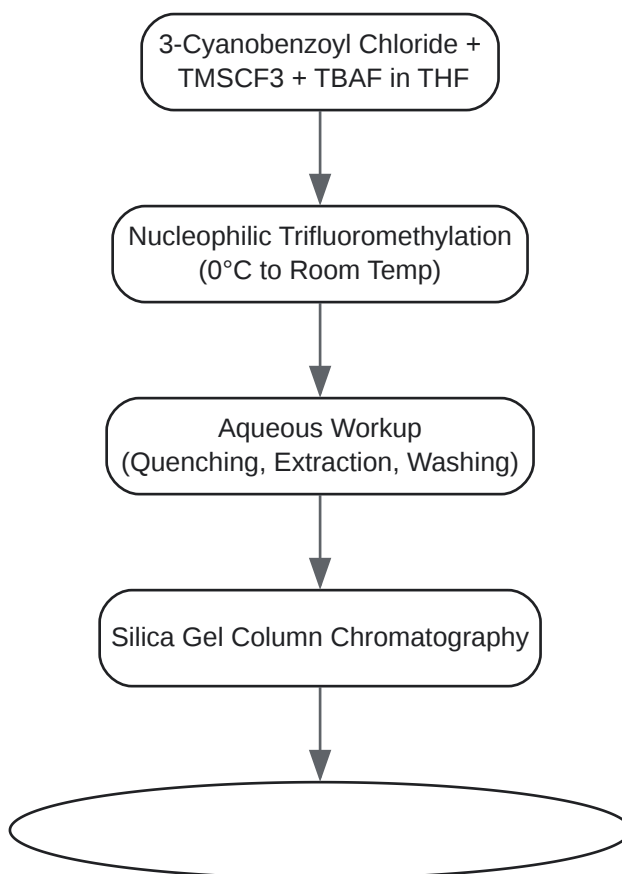 3-Cyanobenzoyl Chloride +
TMSCF3 + TBAF in THF
Nucleophilic Trifluoromethylation
(0°C to Room Temp)
Aqueous Workup
(Quenching, Extraction, Washing)
Silica Gel Column Chromatography